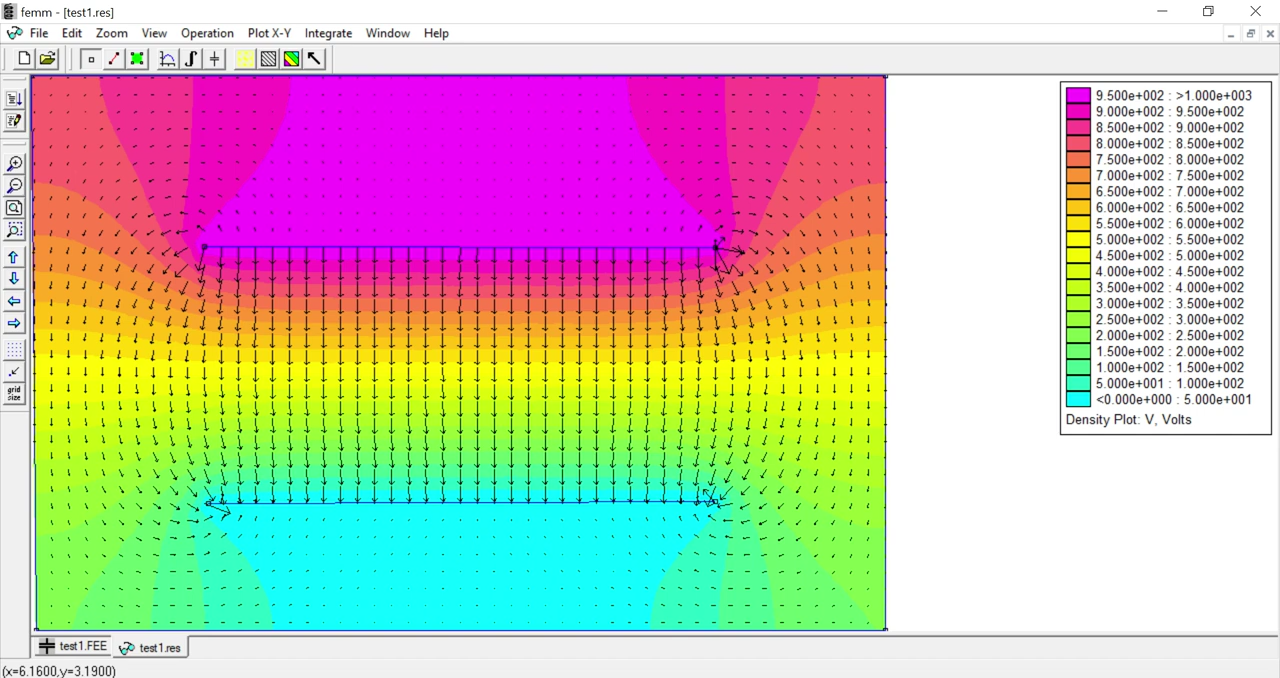 femm - [test1.res]
File Edit Zoom View Operation Plot X-Y Integrate Window Help
9.500e+002 : >1.000e+003
9.000e+002 : 9.500e+002
8.500e+002 : 9.000e+002
8.000e+002 : 8.500e+002
7.500e+002 : 8.000e+002
7.000e+002 : 7.500e+002
6.500e+002 : 7.000e+002
6.000e+002 : 6.500e+002
5.500e+002 : 6.000e+002
5.000e+002 : 5.500e+002
4.500e+002 : 5.000e+002
4.000e+002 : 4.500e+002
3.500e+002 : 4.000e+002
3.000e+002 : 3.500e+002
2.500e+002 : 3.000e+002
2.000e+002 : 2.500e+002
1.500e+002 : 2.000e+002
1.000e+002 : 1.500e+002
5.000e+001 : 1.000e+002
<0.000e+000 : 5.000e+001
Density Plot: V, Volts
grid
size
test1.FEE test1.res
(x=6.1600,y=3.1900)